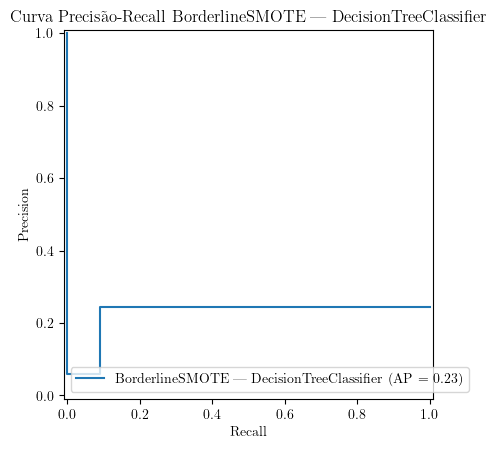 Curva Precisão-Recall BorderlineSMOTE — DecisionTreeClassifier
1.0
0.8
0.6
0.4
0.2
0.0
Precision
BorderlineSMOTE — DecisionTreeClassifier (AP = 0.23)
0.0 0.2 0.4 0.6 0.8 1.0
Recall